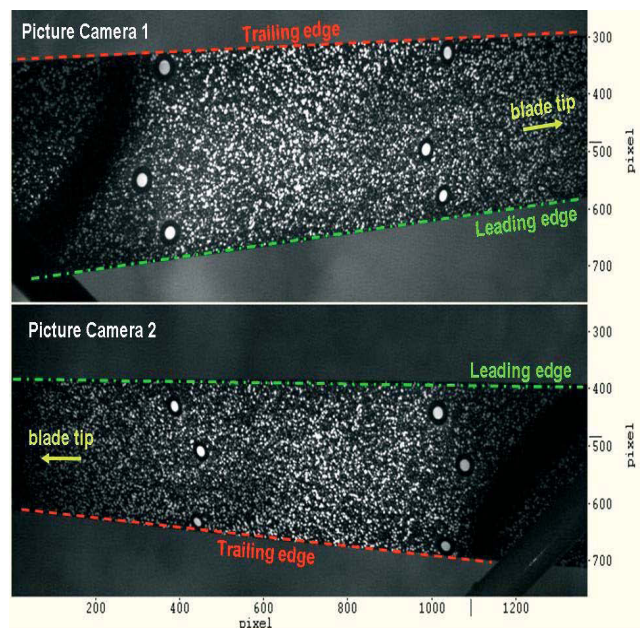 Picture Camera 1
Trailing edge
blade tip
Leading edge
300
400
500
600
700
pixel
Picture Camera 2
Leading edge
blade tip
Trailing edge
300
400
500
600
700
pixel
200
400
600
800
1000
1200
pixel